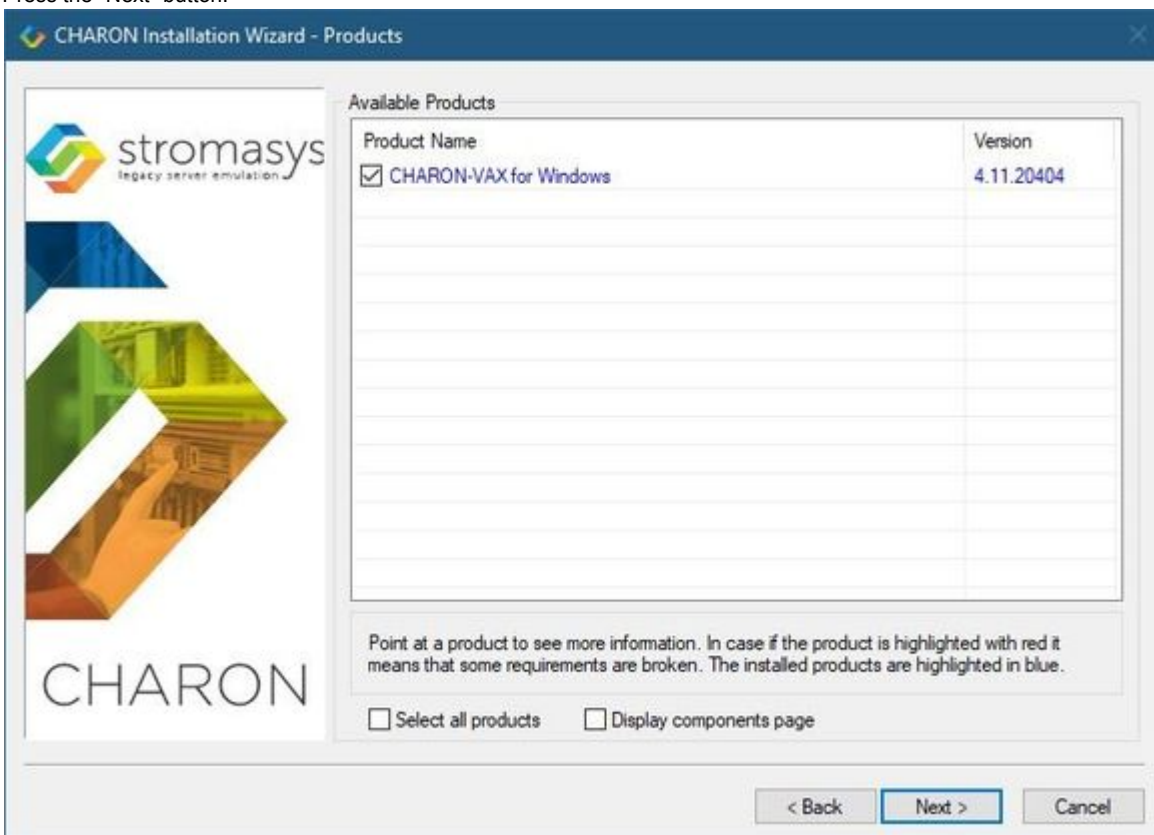 Press the "Next" button.
CHARON Installation Wizard - Products
stromasys
legacy server emulation
CHARON
Available Products
Product Name Version
CHARON-VAX for Windows 4.11.20404
Point at a product to see more information. In case if the product is highlighted with red it
means that some requirements are broken. The installed products are highlighted in blue.
Select all products Display components page
< Back Next > Cancel